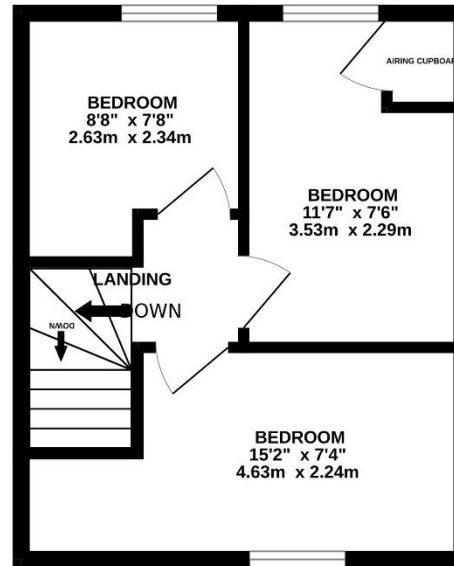 AIRING CUPBOAR
BEDROOM
8'8" x 7'8"
2.63m x 2.34m
BEDROOM
11'7" x 7'6"
3.53m x 2.29m
LANDING
DOWN
DOWN
BEDROOM
15'2" x 7'4"
4.63m x 2.24m